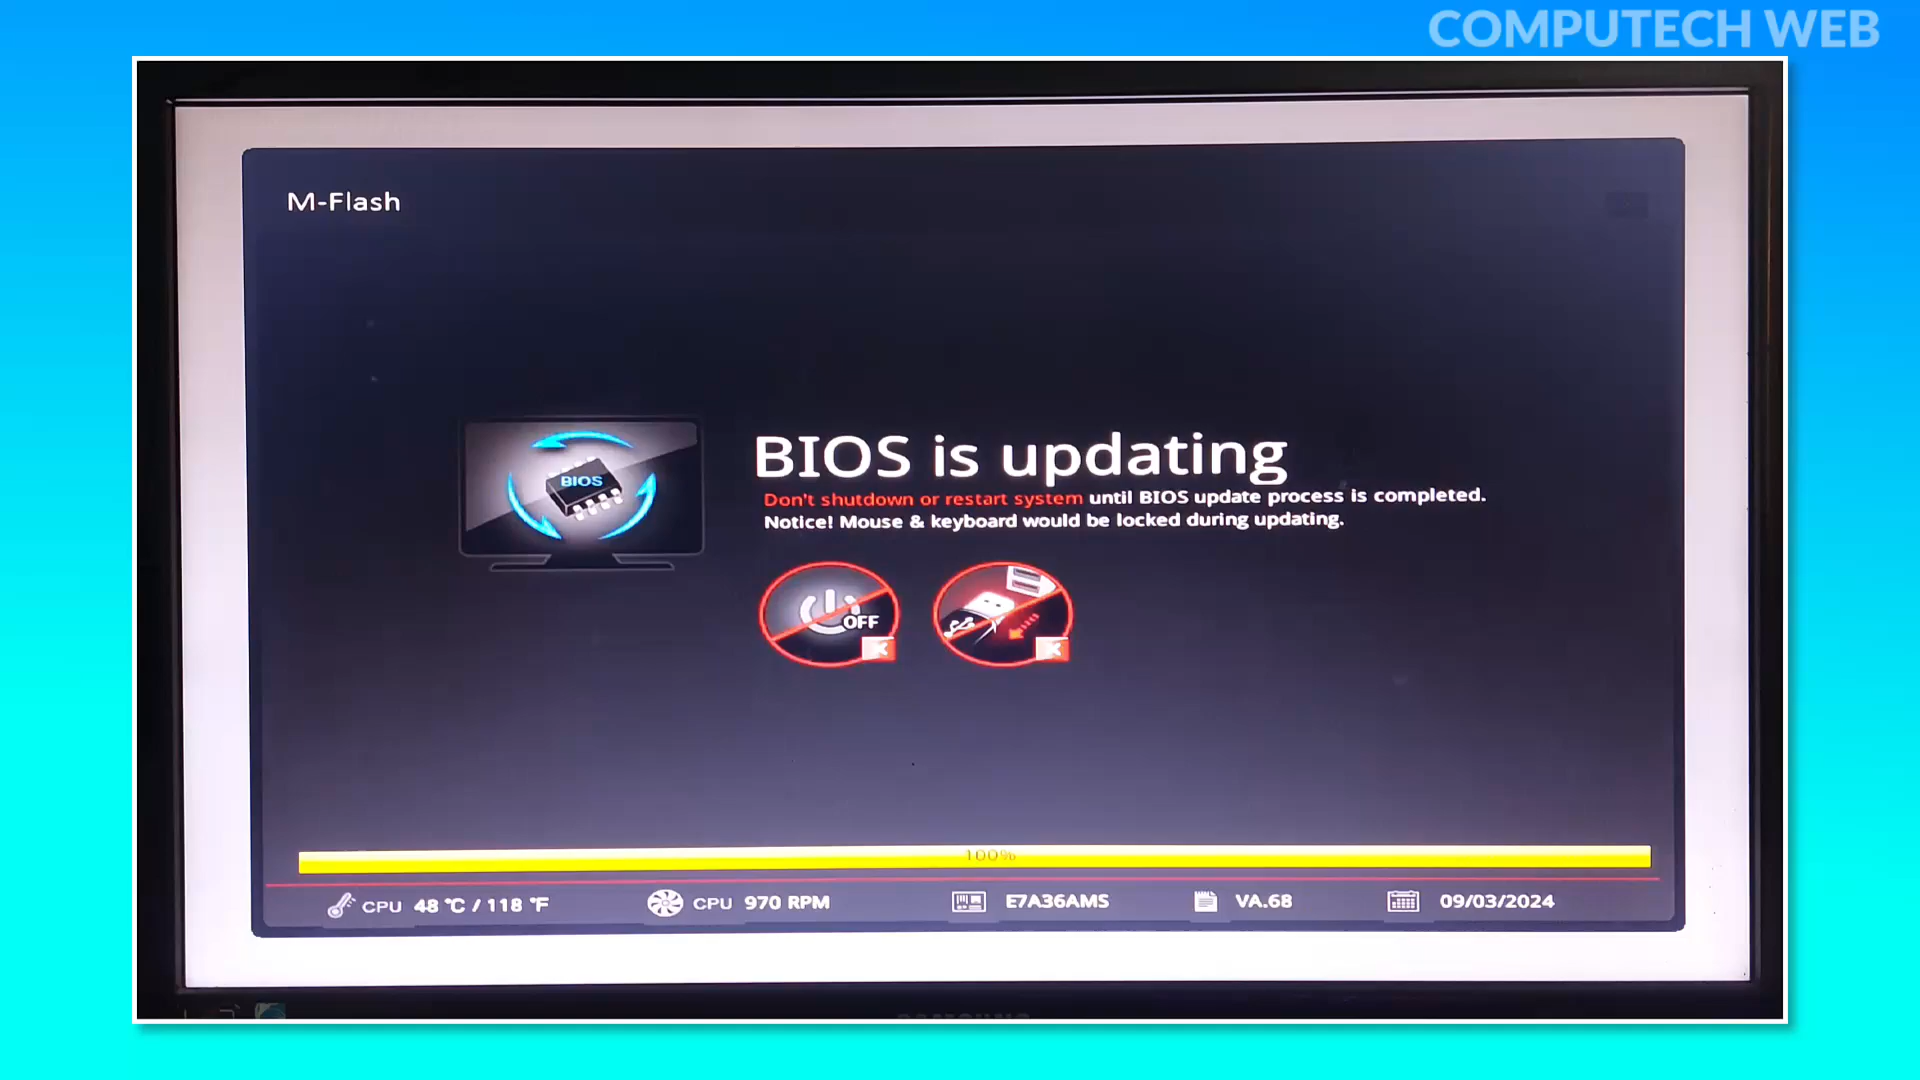 COMPUTECH WEB
M-Flash
BIOS
BIOS is updating
Don't shutdown or restart system until BIOS update process is completed.
Notice! Mouse & keyboard would be locked during updating.
OFF
100%
CPU 48 °C / 118 °F
CPU 970 RPM
E7A36AMS
VA.68
09/03/2024